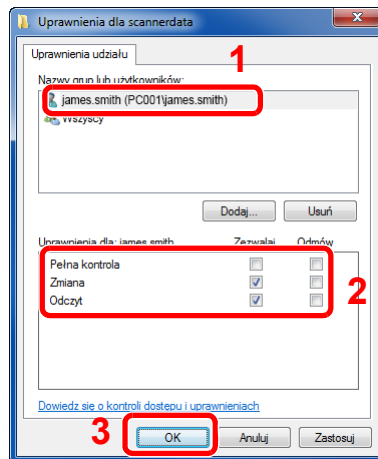 Uprawnienia dla scannerdata
Uprawnienia udziału
1
Nazwy grup lub użytkowników:
james.smith (PC001\james.smith)
Wszyscy
Dodaj... Usuń
Uprawnienia dla: james.smith Zezwalaj Odmów
Pełna kontrola
Zmiana
Odczyt
2
Dowiedz się o kontroli dostępu i uprawnieniach
3
OK Anuluj Zastosuj